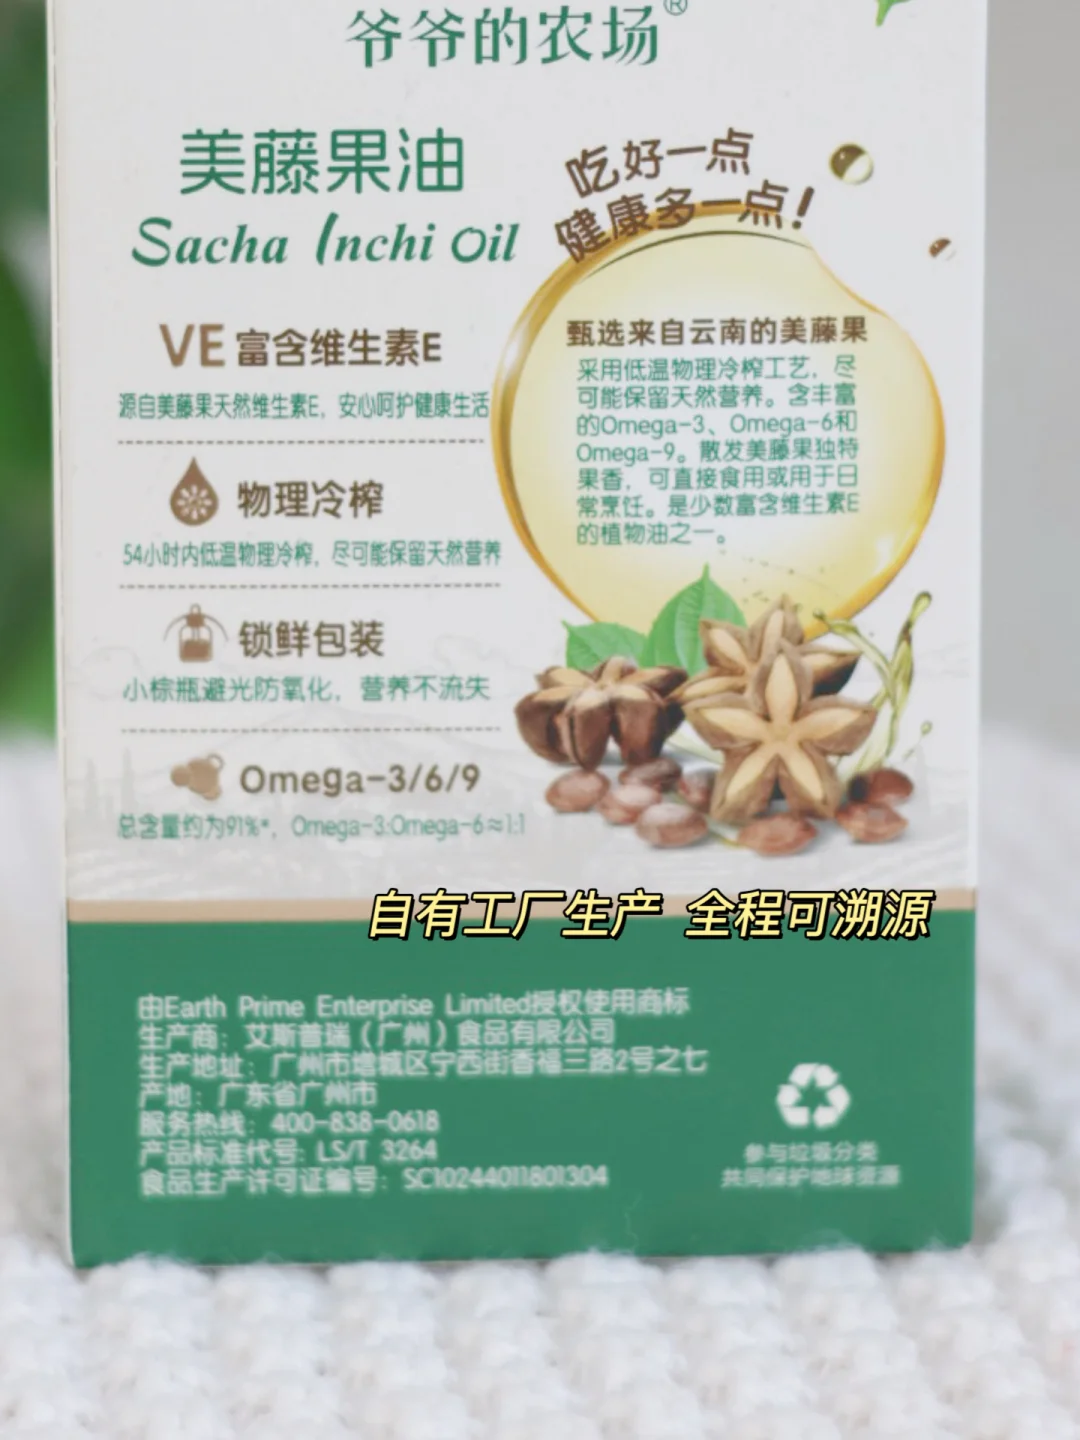 爷爷的农场®
美藤果油
Sacha Inchi Oil
吃好一点
健康多一点!
VE 富含维生素E
源自美藤果天然维生素E，安心呵护健康生活
物理冷榨
54小时内低温物理冷榨，尽可能保留天然营养
锁鲜包装
小棕瓶避光防氧化，营养不流失
Omega-3/6/9
总含量约为91%*，Omega-3:Omega-6≈1:1
甄选来自云南的美藤果
采用低温物理冷榨工艺，尽
可能保留天然营养。含丰富
的Omega-3、Omega-6和
Omega-9。散发美藤果独特
果香，可直接食用或用于日
常烹饪。是少数富含维生素E
的植物油之一。
自有工厂生产 全程可溯源
由Earth Prime Enterprise Limited授权使用商标
生产商：艾斯普瑞（广州）食品有限公司
生产地址：广州市增城区宁西街香福三路2号之七
产地：广东省广州市
服务热线：400-838-0618
产品标准代号：LS/T 3264
食品生产许可证编号：SC10244011801304
参与垃圾分类
共同保护地球资源